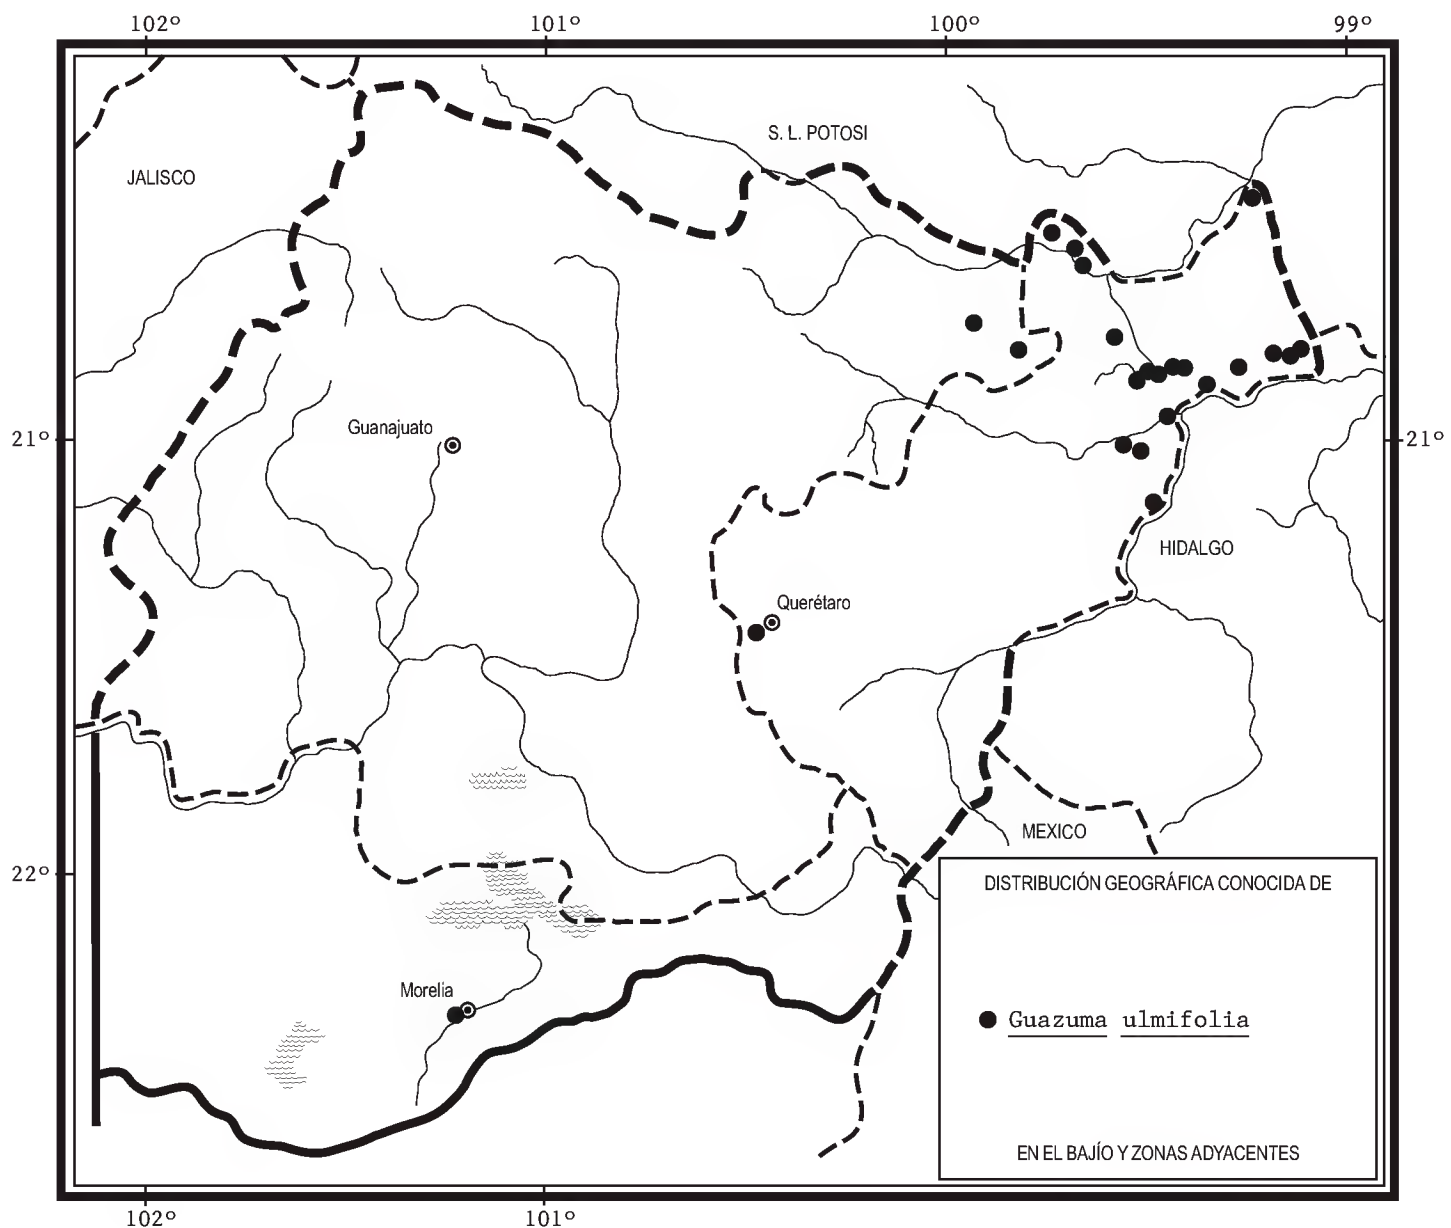 102º 101º 100º 99º
S. L. POTOSI
JALISCO
Guanajuato
21º 21º
HIDALGO
Querétaro
MEXICO
22º
DISTRIBUCIÓN GEOGRÁFICA CONOCIDA DE
Morelia
Guazuma ulmifolia
EN EL BAJÍO Y ZONAS ADYACENTES
102º 101º